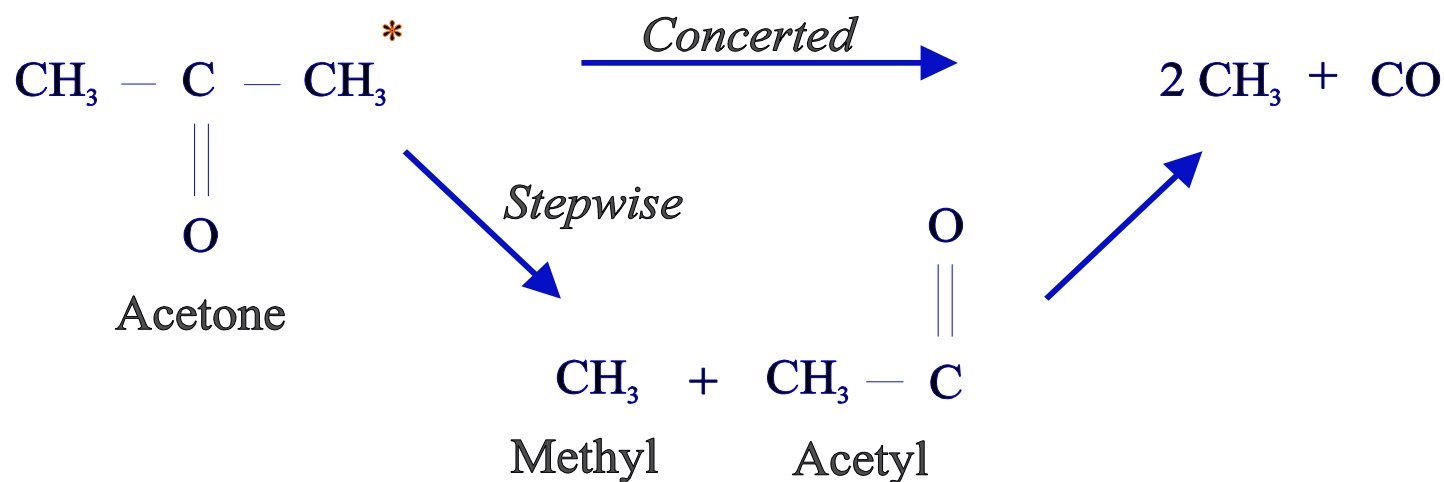 Concerted
CH₃ — C — CH₃* 2 CH₃ + CO
Stepwise
O O
Acetone
CH₃ + CH₃ — C
Methyl Acetyl